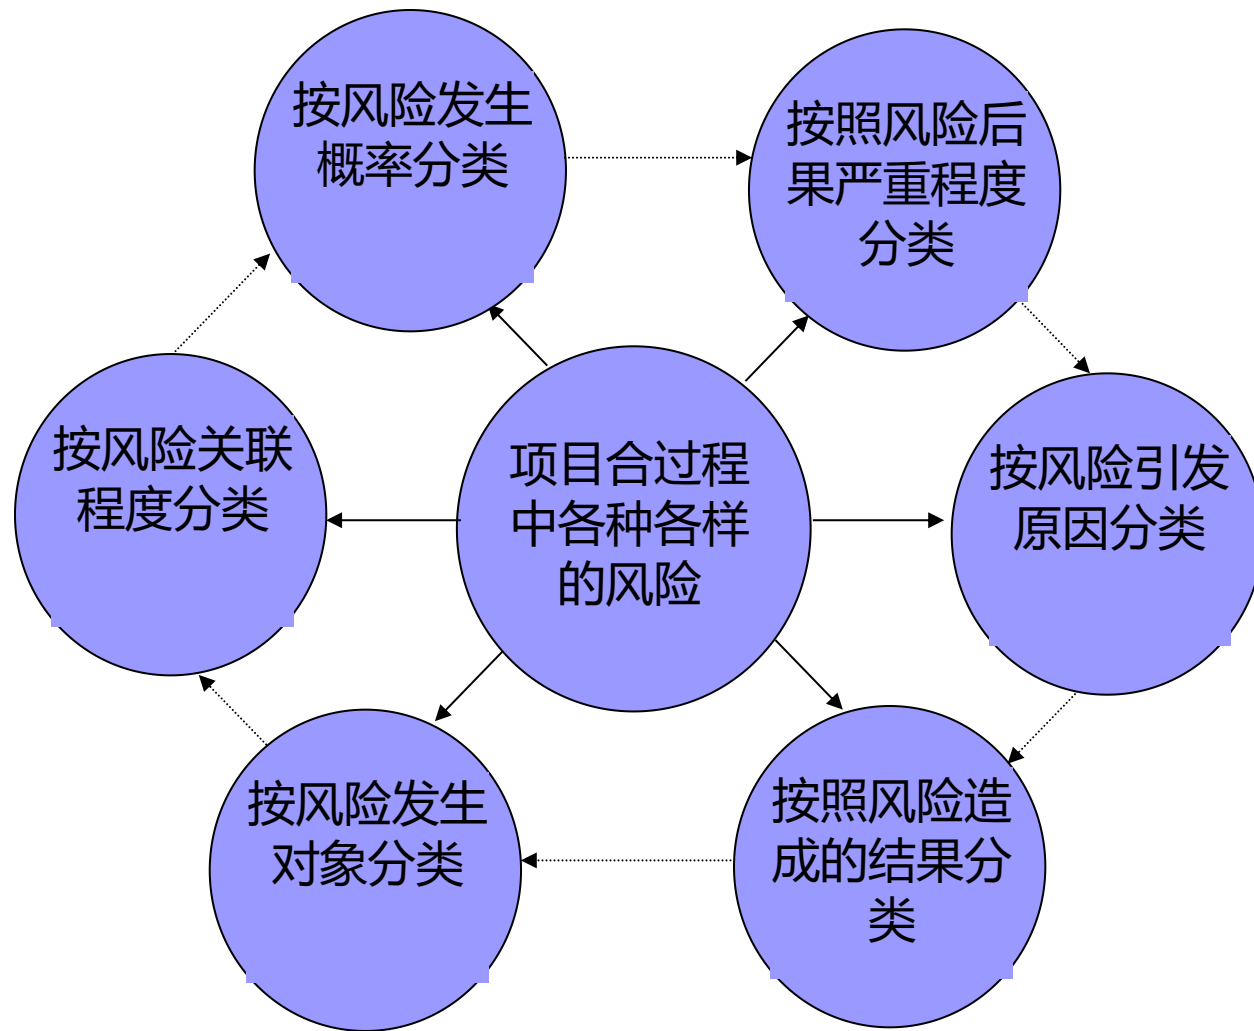 按风险发生
概率分类
按照风险后
果严重程度
分类
按风险关联
程度分类
项目合过程
中各种各样
的风险
按风险引发
原因分类
按风险发生
对象分类
按照风险造
成的结果分
类